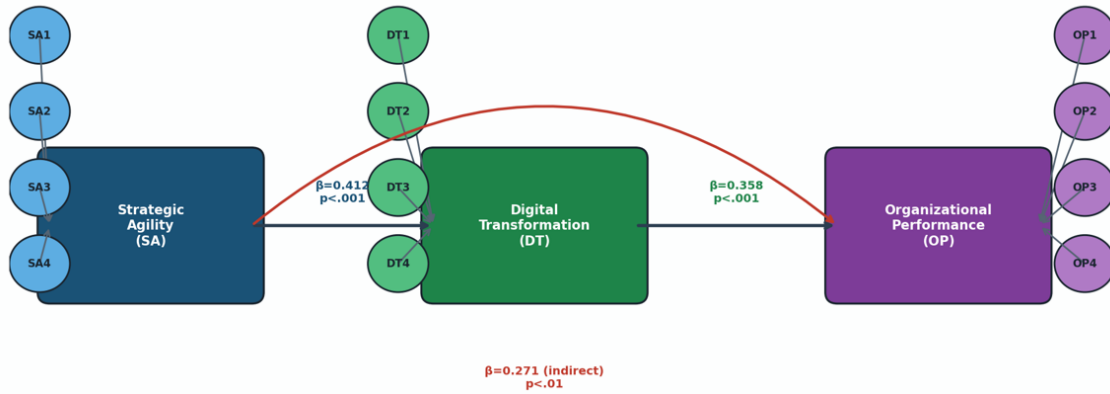 SA1
SA2
SA3
SA4
Strategic
Agility
(SA)
β=0.412
p<.001
DT1
DT2
DT3
DT4
Digital
Transformation
(DT)
β=0.358
p<.001
Organizational
Performance
(OP)
OP1
OP2
OP3
OP4
β=0.271 (indirect)
p<.01